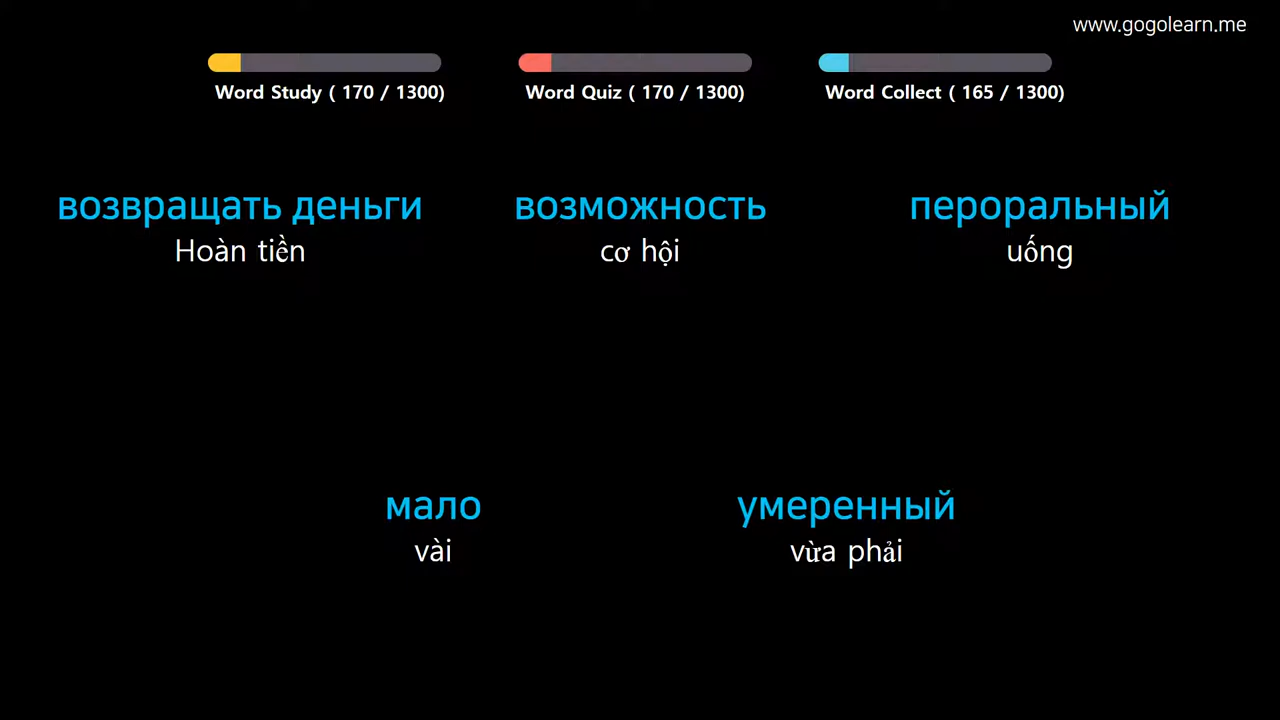 www.gogolearn.me
Word Study ( 170 / 1300)
Word Quiz ( 170 / 1300)
Word Collect ( 165 / 1300)
возвращать деньги
Hoàn tiền
возможность
cơ hội
пероральный
uống
мало
vài
умеренный
vừa phải